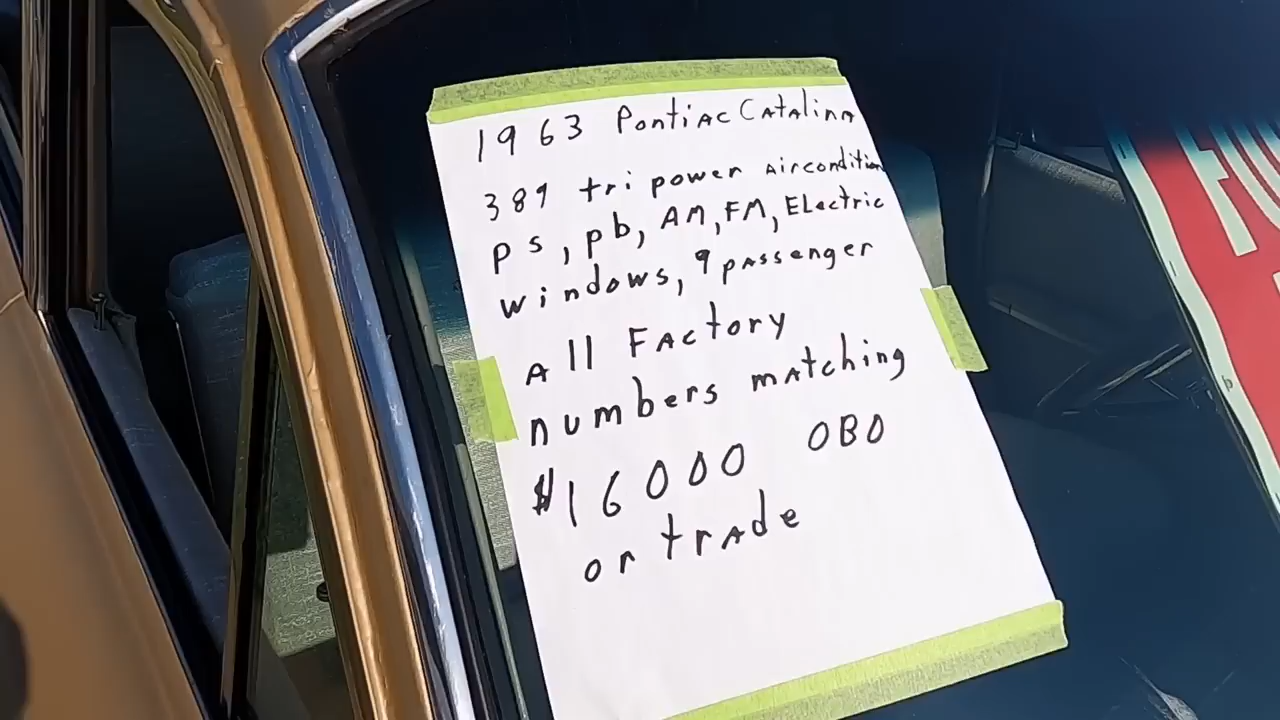 1963 Pontiac Catalina
389 tri power aircondition
ps, pb, AM, FM, Electric
windows, 9 passenger
All Factory
numbers matching
$16000 OBO
or trade
FO